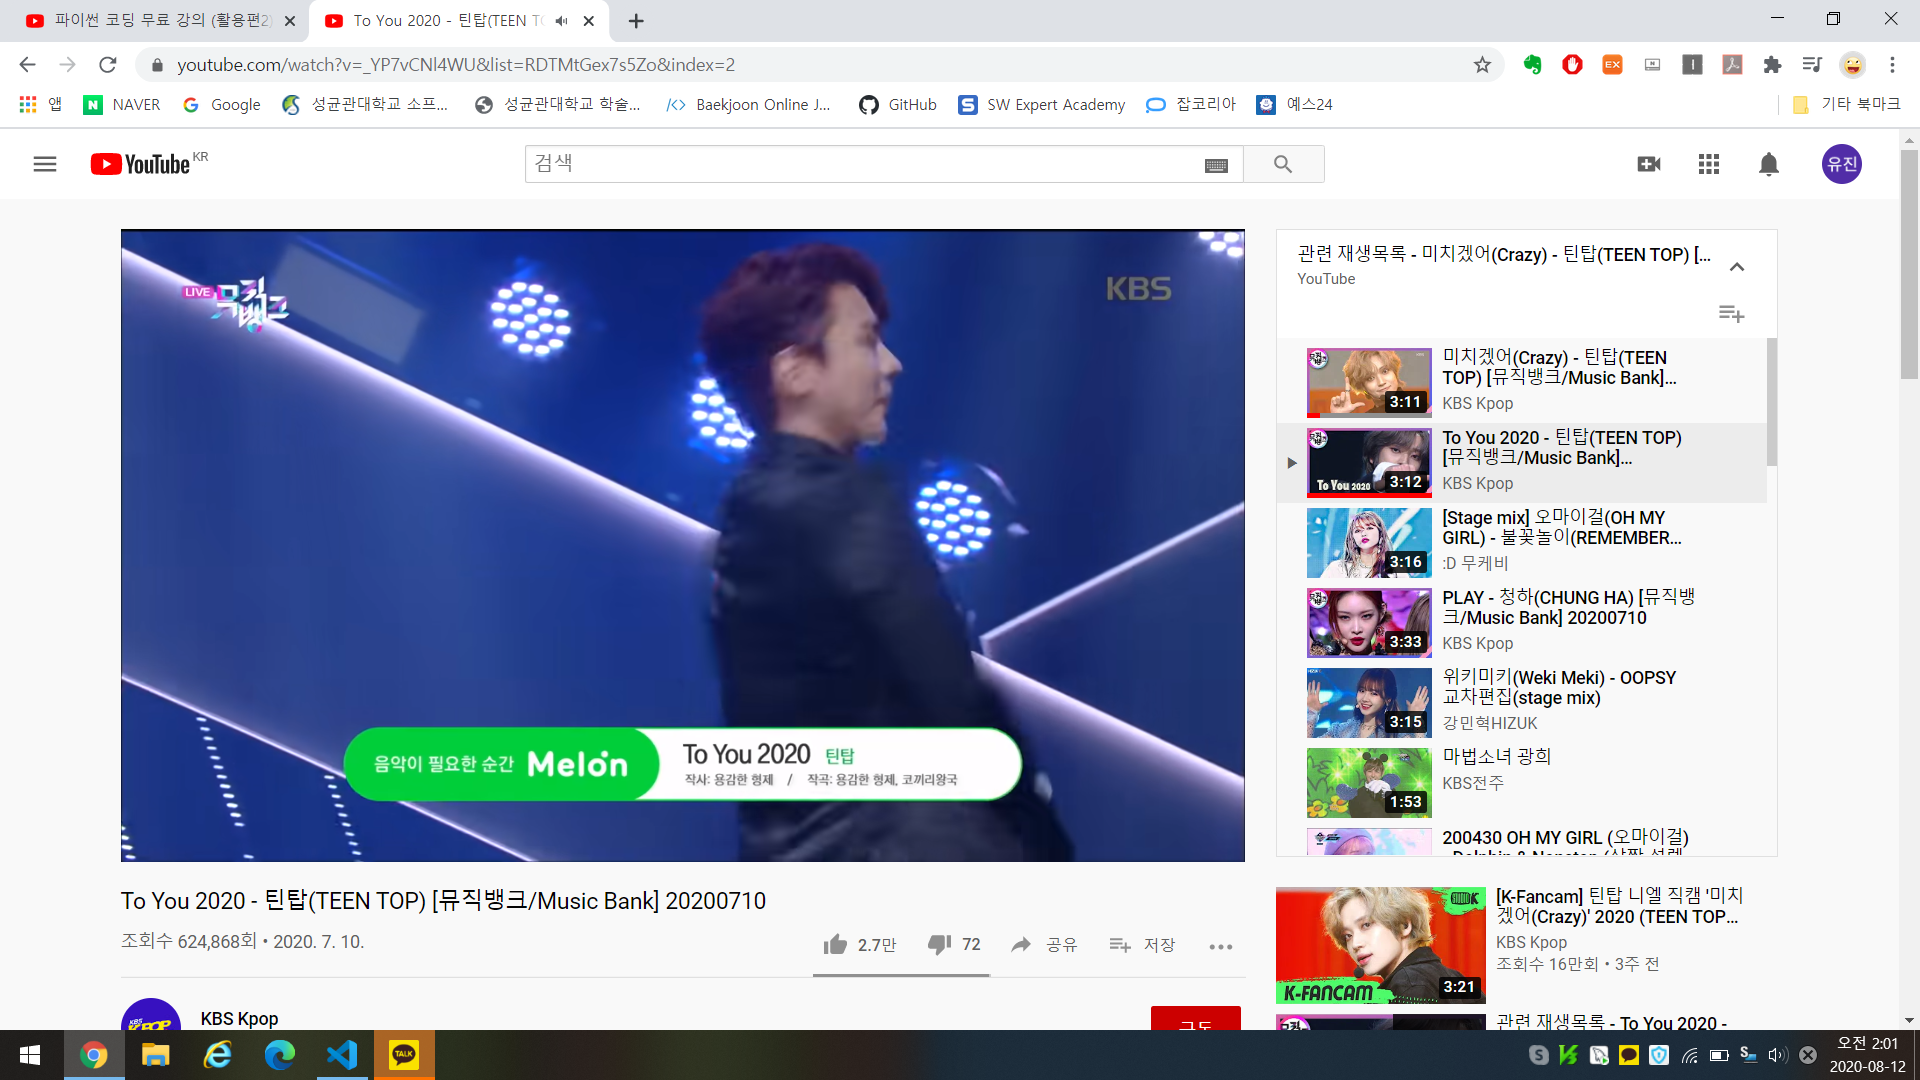 파이썬 코딩 무료 강의 (활용편2)
To You 2020 - 틴탑(TEEN TO
youtube.com/watch?v=_YP7vCNl4WU&list=RDTMtGex7s5Zo&index=2
앱
NAVER
Google
성균관대학교 소프...
성균관대학교 학술...
Baekjoon Online J...
GitHub
SW Expert Academy
잡코리아
예스24
기타 북마크
YouTube KR
검색
유진
LIVE 뮤직뱅크
KBS
음악이 필요한 순간 Melon
To You 2020 틴탑
작사: 용감한 형제 / 작곡: 용감한 형제, 코끼리왕국
To You 2020 - 틴탑(TEEN TOP) [뮤직뱅크/Music Bank] 20200710
조회수 624,868회 • 2020. 7. 10.
2.7만
72
공유
저장
KBS Kpop
구독
관련 재생목록 - 미치겠어(Crazy) - 틴탑(TEEN TOP) [...
YouTube
3:11
미치겠어(Crazy) - 틴탑(TEEN
TOP) [뮤직뱅크/Music Bank]...
KBS Kpop
To You 2020
3:12
To You 2020 - 틴탑(TEEN TOP)
[뮤직뱅크/Music Bank]...
KBS Kpop
3:16
[Stage mix] 오마이걸(OH MY
GIRL) - 불꽃놀이(REMEMBER...
:D 무케비
3:33
PLAY - 청하(CHUNG HA) [뮤직뱅
크/Music Bank] 20200710
KBS Kpop
3:15
위키미키(Weki Meki) - OOPSY
교차편집(stage mix)
강민혁HIZUK
1:53
마법소녀 광희
KBS전주
200430 OH MY GIRL (오마이걸)
K-FANCAM
3:21
[K-Fancam] 틴탑 니엘 직캠 '미치
겠어(Crazy)' 2020 (TEEN TOP...
KBS Kpop
조회수 16만회 • 3주 전
관련 재생목록 - To You 2020 -
TALK
오전 2:01
2020-08-12